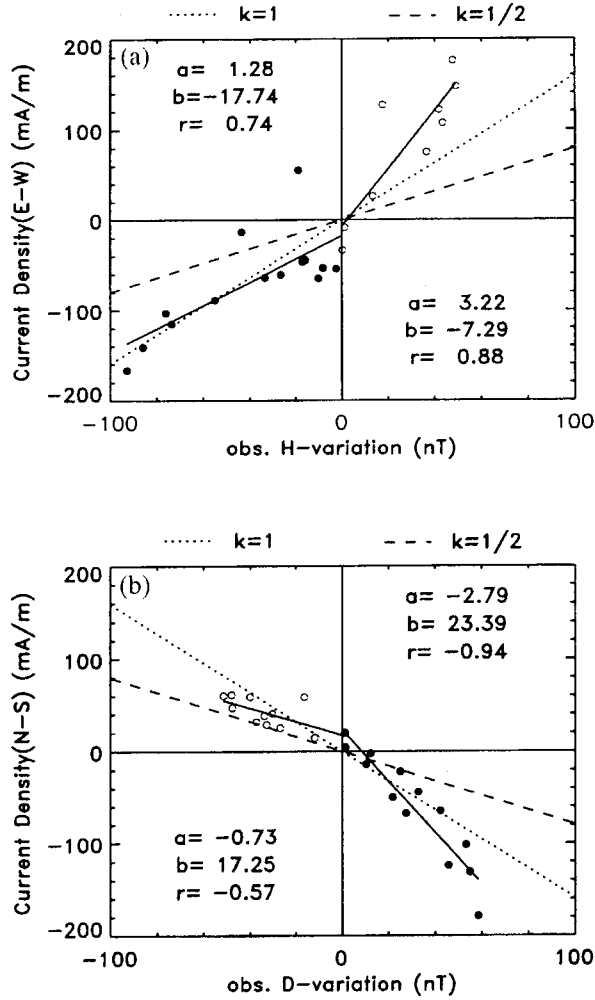 k=1 k=1/2
200
(a)
a= 1.28
b=-17.74
r= 0.74
100
0
-100
-200
a= 3.22
b= -7.29
r= 0.88
Current Density(E-W) (mA/m)
-100 0 100
obs. H-variation (nT)
k=1 k=1/2
200
(b)
a= -2.79
b= 23.39
r= -0.94
100
0
-100
-200
a= -0.73
b= 17.25
r= -0.57
Current Density(N-S) (mA/m)
-100 0 100
obs. D-variation (nT)